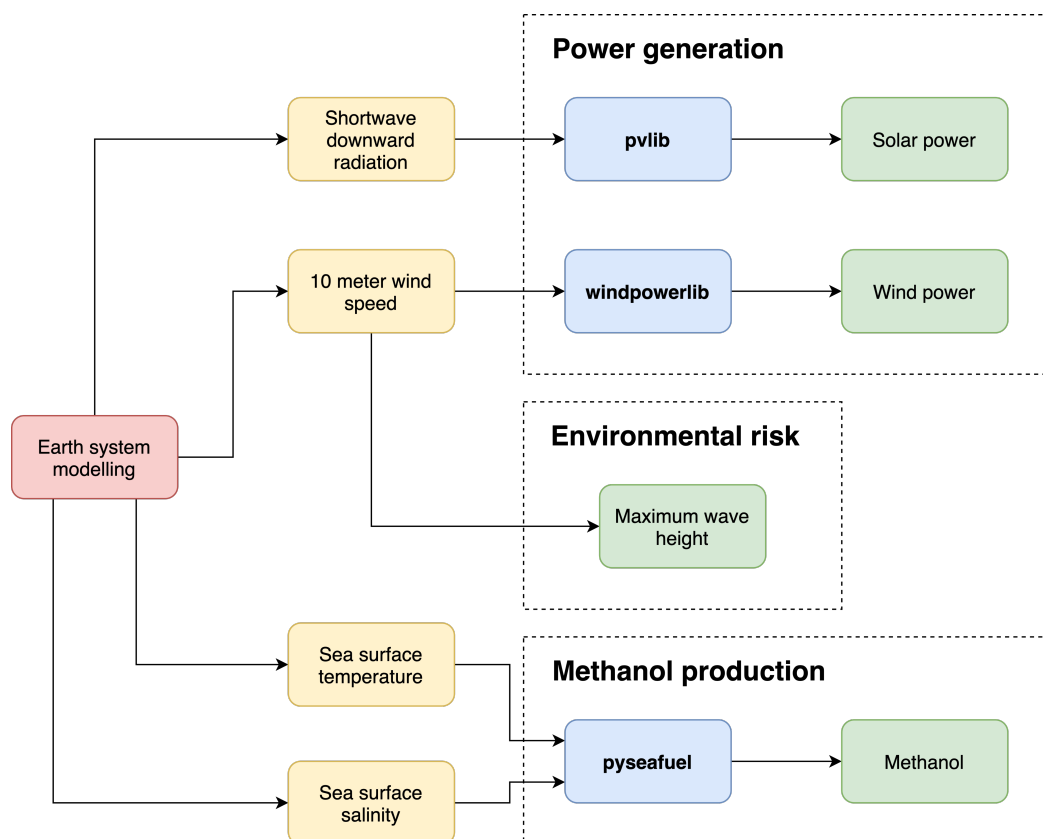 Power generation
Shortwave
downward
radiation
pvlib
Solar power
10 meter wind
speed
windpowerlib
Wind power
Earth system
modelling
Environmental risk
Maximum wave
height
Sea surface
temperature
Methanol production
pyseafuel
Methanol
Sea surface
salinity